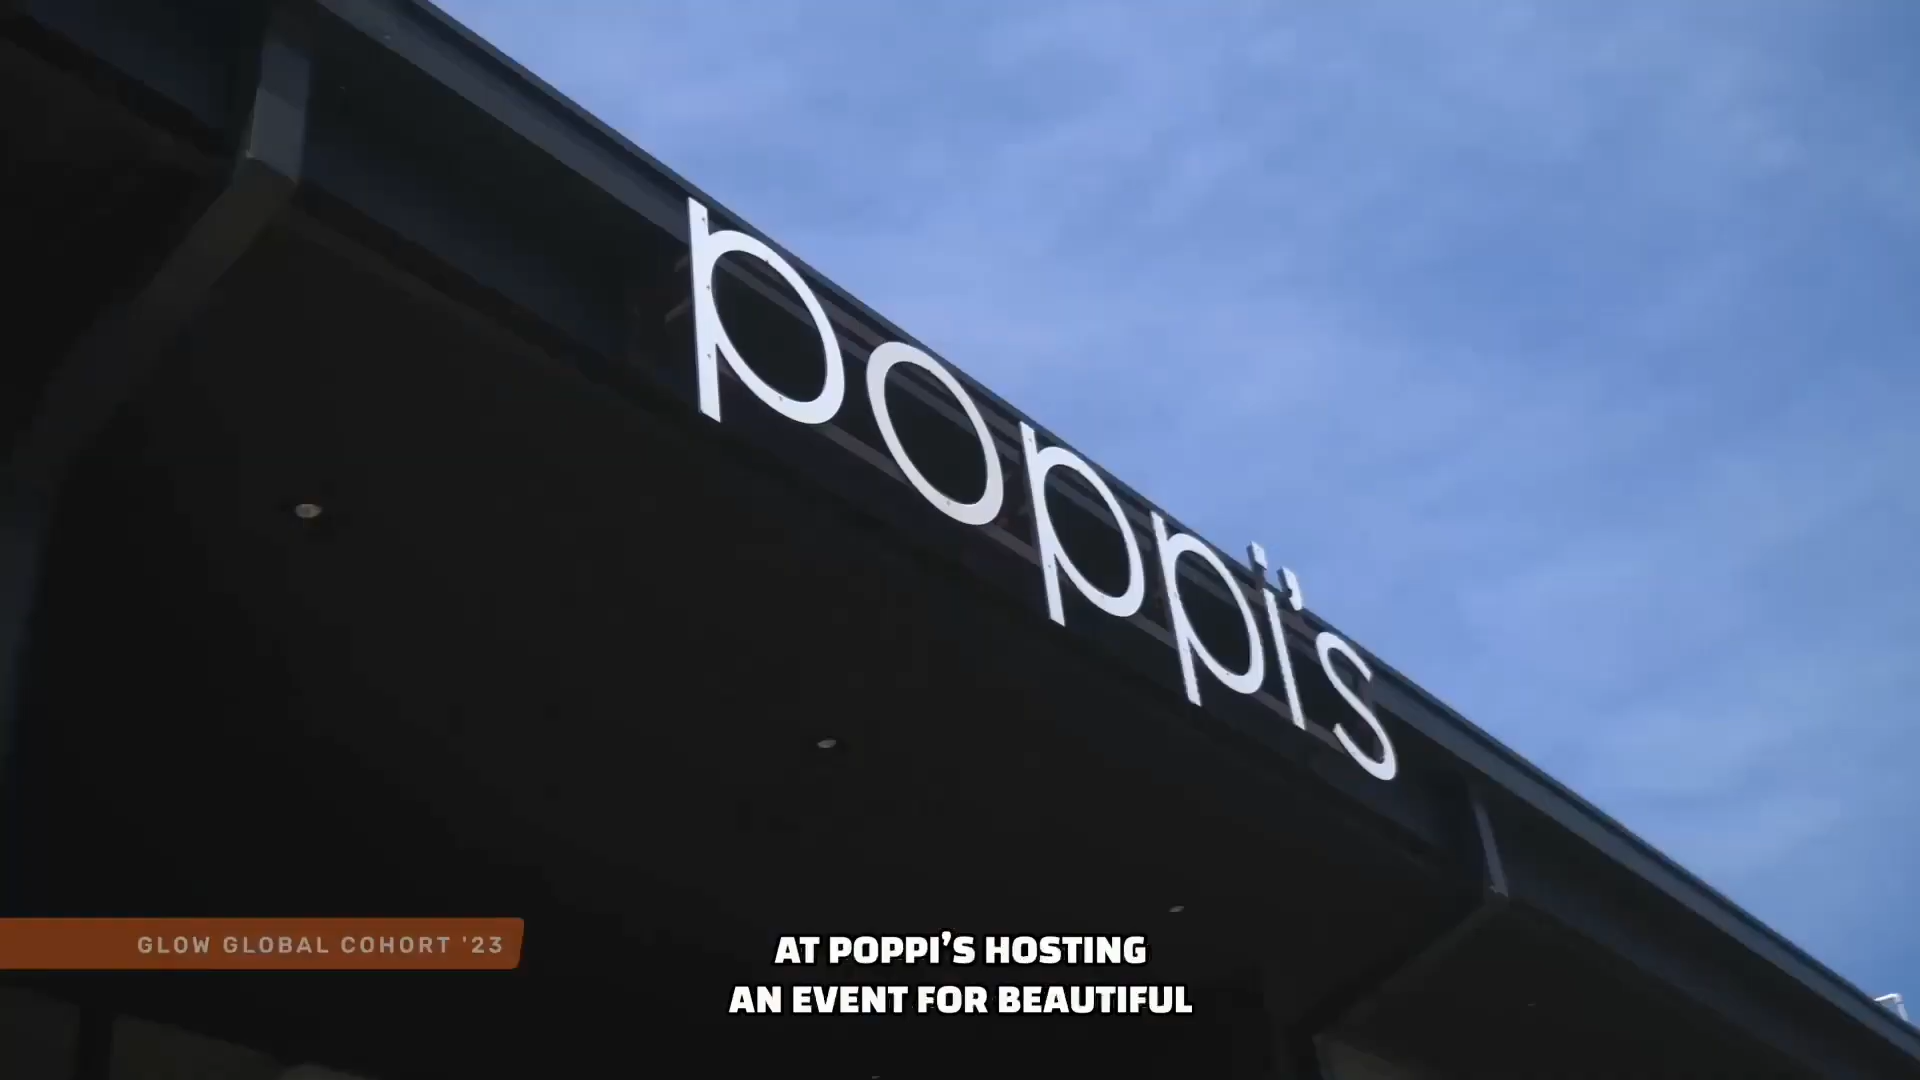 poppi's
GLOW GLOBAL COHORT '23
AT POPPI'S HOSTING
AN EVENT FOR BEAUTIFUL